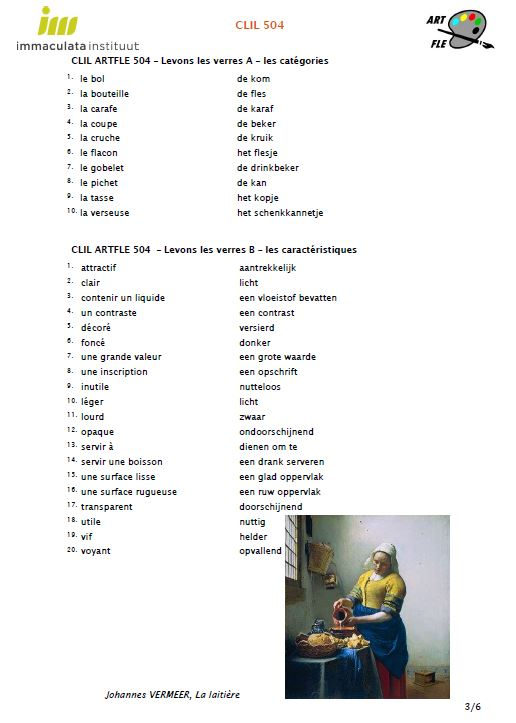 im
immaculata instituut
CLIL 504
ART
FLE
CLIL ARTFLE 504 – Levons les verres A – les catégories
1. le bol de kom
2. la bouteille de fles
3. la carafe de karaf
4. la coupe de beker
5. la cruche de kruik
6. le flacon het flesje
7. le gobelet de drinkbeker
8. le pichet de kan
9. la tasse het kopje
10. la verseuse het schenkkannetje
CLIL ARTFLE 504 – Levons les verres B – les caractéristiques
1. attractif aantrekkelijk
2. clair licht
3. contenir un liquide een vloeistof bevatten
4. un contraste een contrast
5. décoré versierd
6. foncé donker
7. une grande valeur een grote waarde
8. une inscription een opschrift
9. inutile nutteloos
10. léger licht
11. lourd zwaar
12. opaque ondoorschijnend
13. servir à dienen om te
14. servir une boisson een drank serveren
15. une surface lisse een glad oppervlak
16. une surface rugueuse een ruw oppervlak
17. transparent doorschijnend
18. utile nuttig
19. vif helder
20. voyant opvallend
Johannes VERMEER, La laitière
3/6